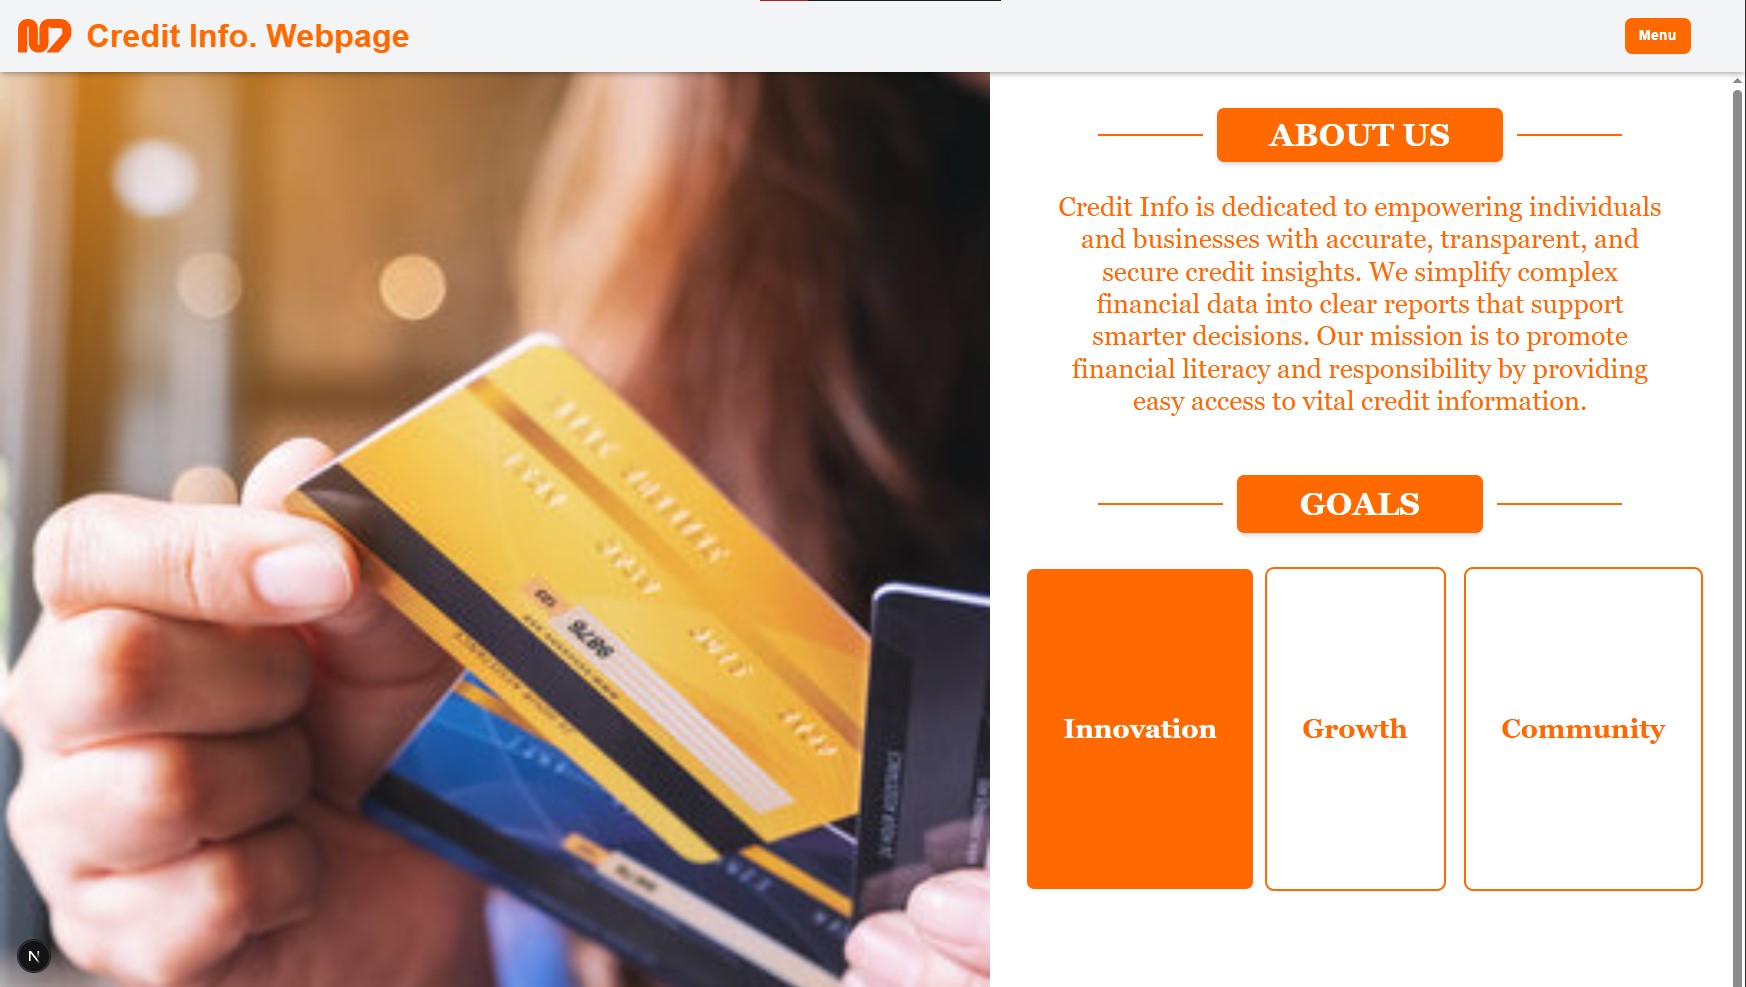 Credit Info. Webpage
Menu
ABOUT US
Credit Info is dedicated to empowering individuals
and businesses with accurate, transparent, and
secure credit insights. We simplify complex
financial data into clear reports that support
smarter decisions. Our mission is to promote
financial literacy and responsibility by providing
easy access to vital credit information.
GOALS
Innovation
Growth
Community
N